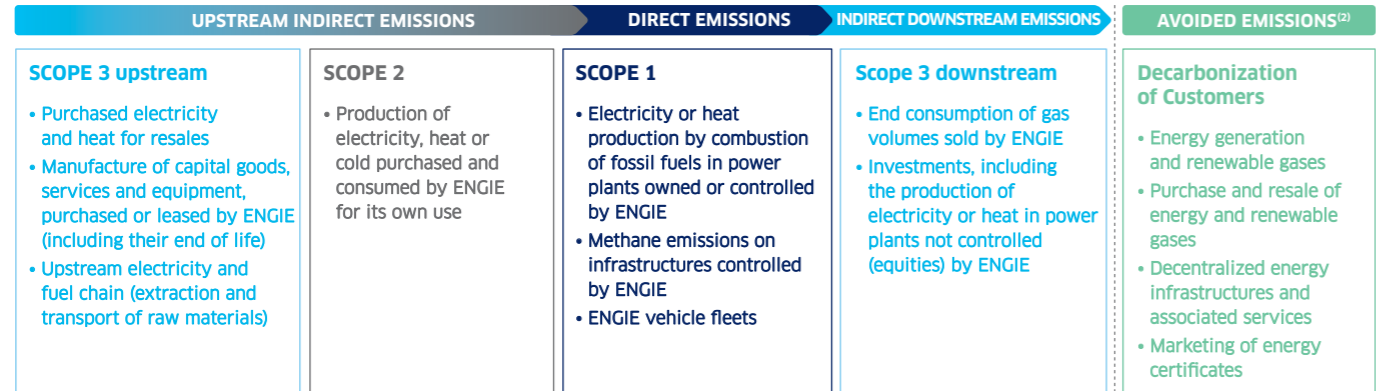 UPSTREAM INDIRECT EMISSIONS
DIRECT EMISSIONS
INDIRECT DOWNSTREAM EMISSIONS
AVOIDED EMISSIONS(2)
SCOPE 3 upstream
• Purchased electricity
and heat for resales
• Manufacture of capital goods,
services and equipment,
purchased or leased by ENGIE
(including their end of life)
• Upstream electricity and
fuel chain (extraction and
transport of raw materials)
SCOPE 2
• Production of
electricity, heat or
cold purchased and
consumed by ENGIE
for its own use
SCOPE 1
• Electricity or heat
production by combustion
of fossil fuels in power
plants owned or controlled
by ENGIE
• Methane emissions on
infrastructures controlled
by ENGIE
• ENGIE vehicle fleets
Scope 3 downstream
• End consumption of gas
volumes sold by ENGIE
• Investments, including
the production of
electricity or heat in power
plants not controlled
(equities) by ENGIE
Decarbonization
of Customers
• Energy generation
and renewable gases
• Purchase and resale of
energy and renewable
gases
• Decentralized energy
infrastructures and
associated services
• Marketing of energy
certificates